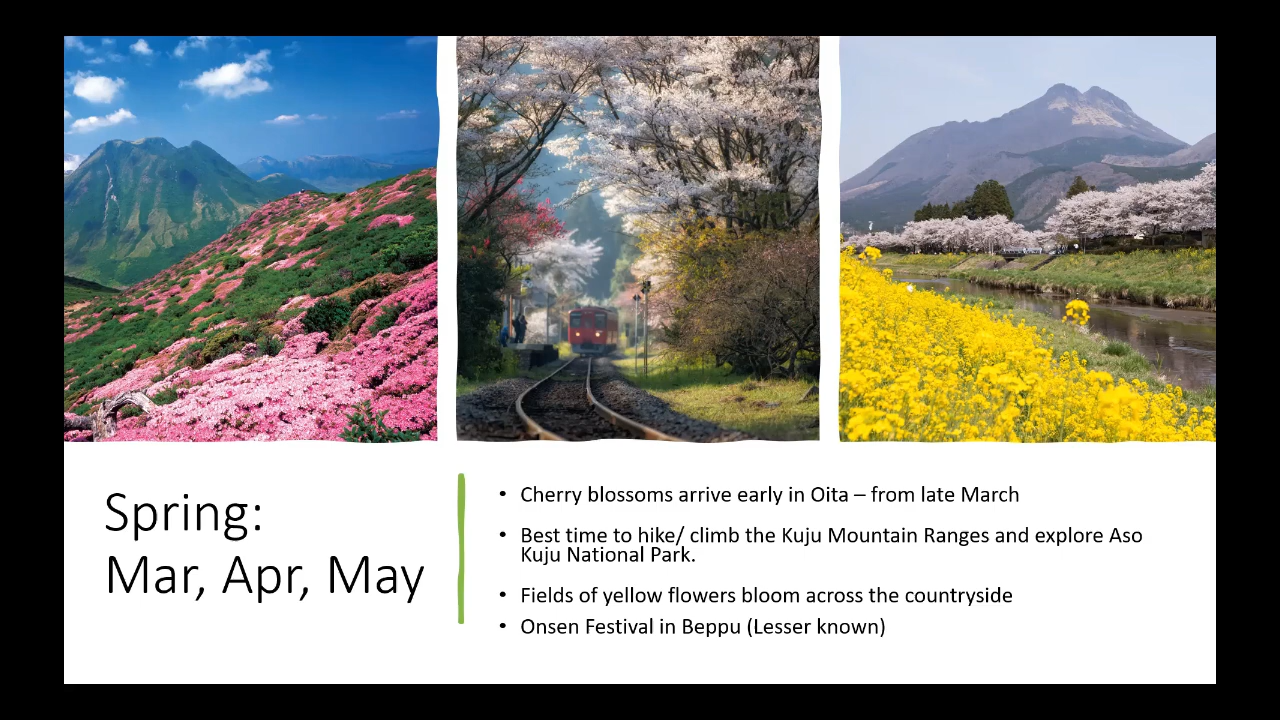 Spring:
Mar, Apr, May
• Cherry blossoms arrive early in Oita – from late March
• Best time to hike/ climb the Kuju Mountain Ranges and explore Aso
Kuju National Park.
• Fields of yellow flowers bloom across the countryside
• Onsen Festival in Beppu (Lesser known)